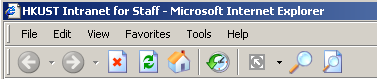 HKUST Intranet for Staff - Microsoft Internet Explorer
File Edit View Favorites Tools Help